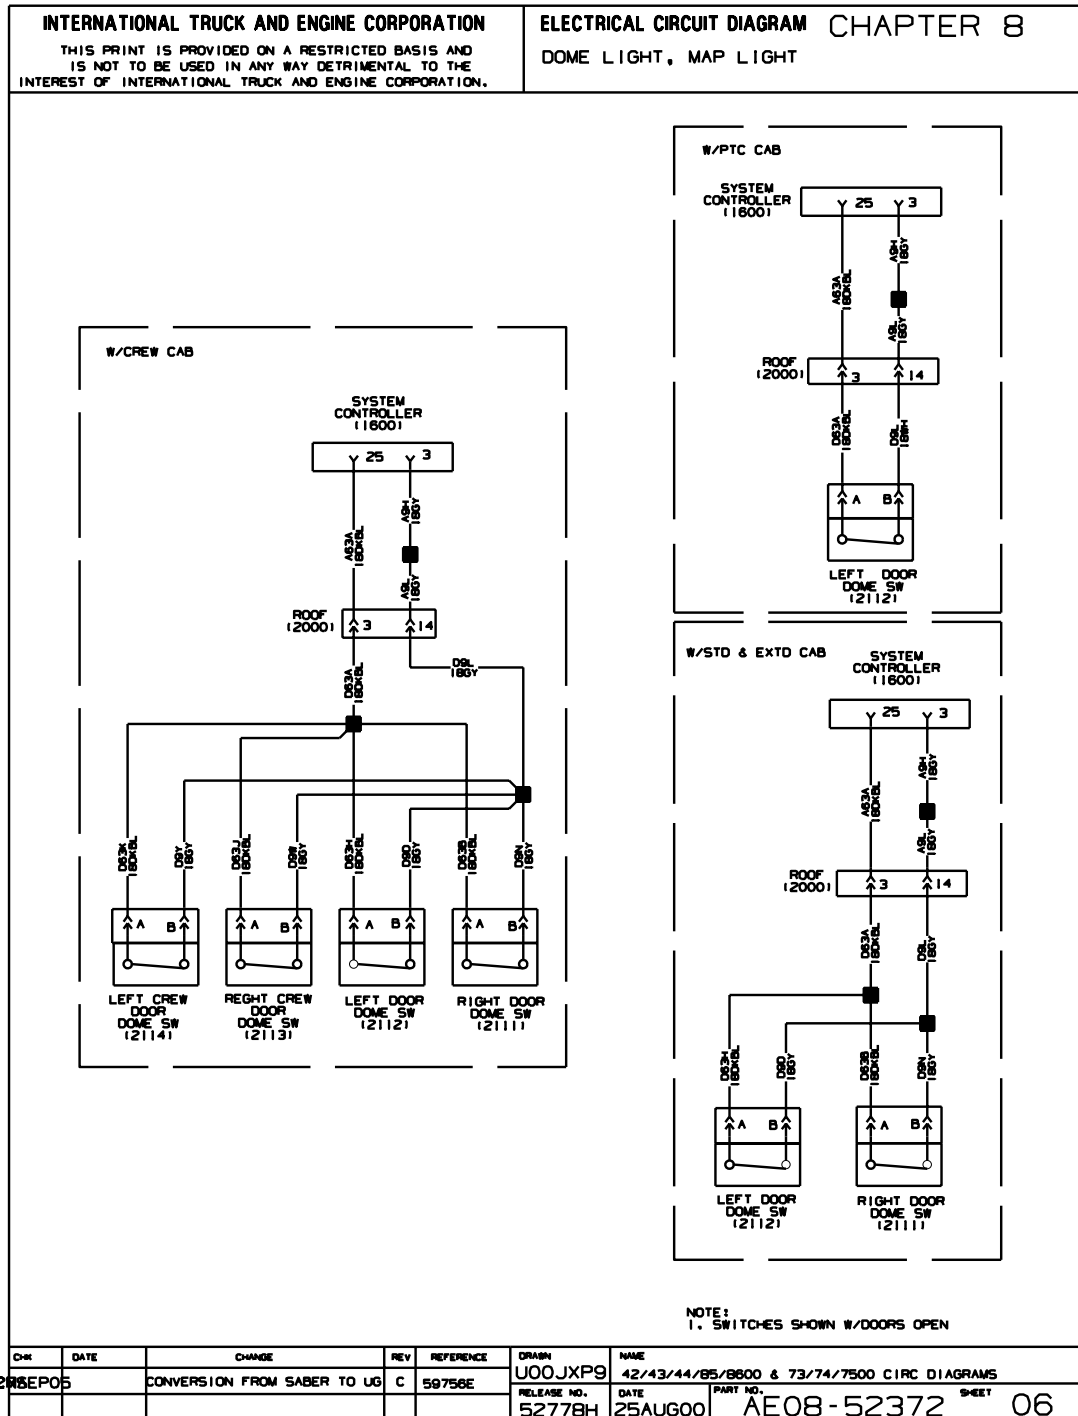 INTERNATIONAL TRUCK AND ENGINE CORPORATION
THIS PRINT IS PROVIDED ON A RESTRICTED BASIS AND
IS NOT TO BE USED IN ANY WAY DETRIMENTAL TO THE
INTEREST OF INTERNATIONAL TRUCK AND ENGINE CORPORATION.
ELECTRICAL CIRCUIT DIAGRAM CHAPTER 8
DOME LIGHT, MAP LIGHT
W/PTC CAB
SYSTEM
CONTROLLER
(1600)
25 3
A63A
18DKBL
A9H
18GY
A9L
18GY
ROOF
(2000)
3 14
D63A
18DKBL
D9L
18WH
A B
LEFT DOOR
DOME SW
(2112)
W/CREW CAB
SYSTEM
CONTROLLER
(1600)
25 3
A63A
18DKBL
A9H
18GY
A9L
18GY
ROOF
(2000)
3 14
D63A
18DKBL
D9L
18GY
D63K
18DKBL
D9Y
18GY
D63J
18DKBL
D9W
18GY
D63H
18DKBL
D9D
18GY
D63B
18DKBL
D9N
18GY
A B A B A B A B
LEFT CREW
DOOR
DOME SW
(2114)
REGHT CREW
DOOR
DOME SW
(2113)
LEFT DOOR
DOME SW
(2112)
RIGHT DOOR
DOME SW
(2111)
W/STD & EXTD CAB
SYSTEM
CONTROLLER
(1600)
25 3
A63A
18DKBL
A9H
18GY
A9L
18GY
ROOF
(2000)
3 14
D63A
18DKBL
D9L
18GY
D63H
18DKBL
D9D
18GY
D63B
18DKBL
D9N
18GY
A B A B
LEFT DOOR
DOME SW
(2112)
RIGHT DOOR
DOME SW
(2111)
NOTE:
1. SWITCHES SHOWN W/DOORS OPEN
CHK DATE CHANGE REV REFERENCE
CONVERSION FROM SABER TO UG C 59756E
DRAWN
U00JXP9
NAME
42/43/44/85/8600 & 73/74/7500 CIRC DIAGRAMS
RELEASE NO.
52778H
DATE
25AUG00
PART NO.
AE08-52372
SHEET
06